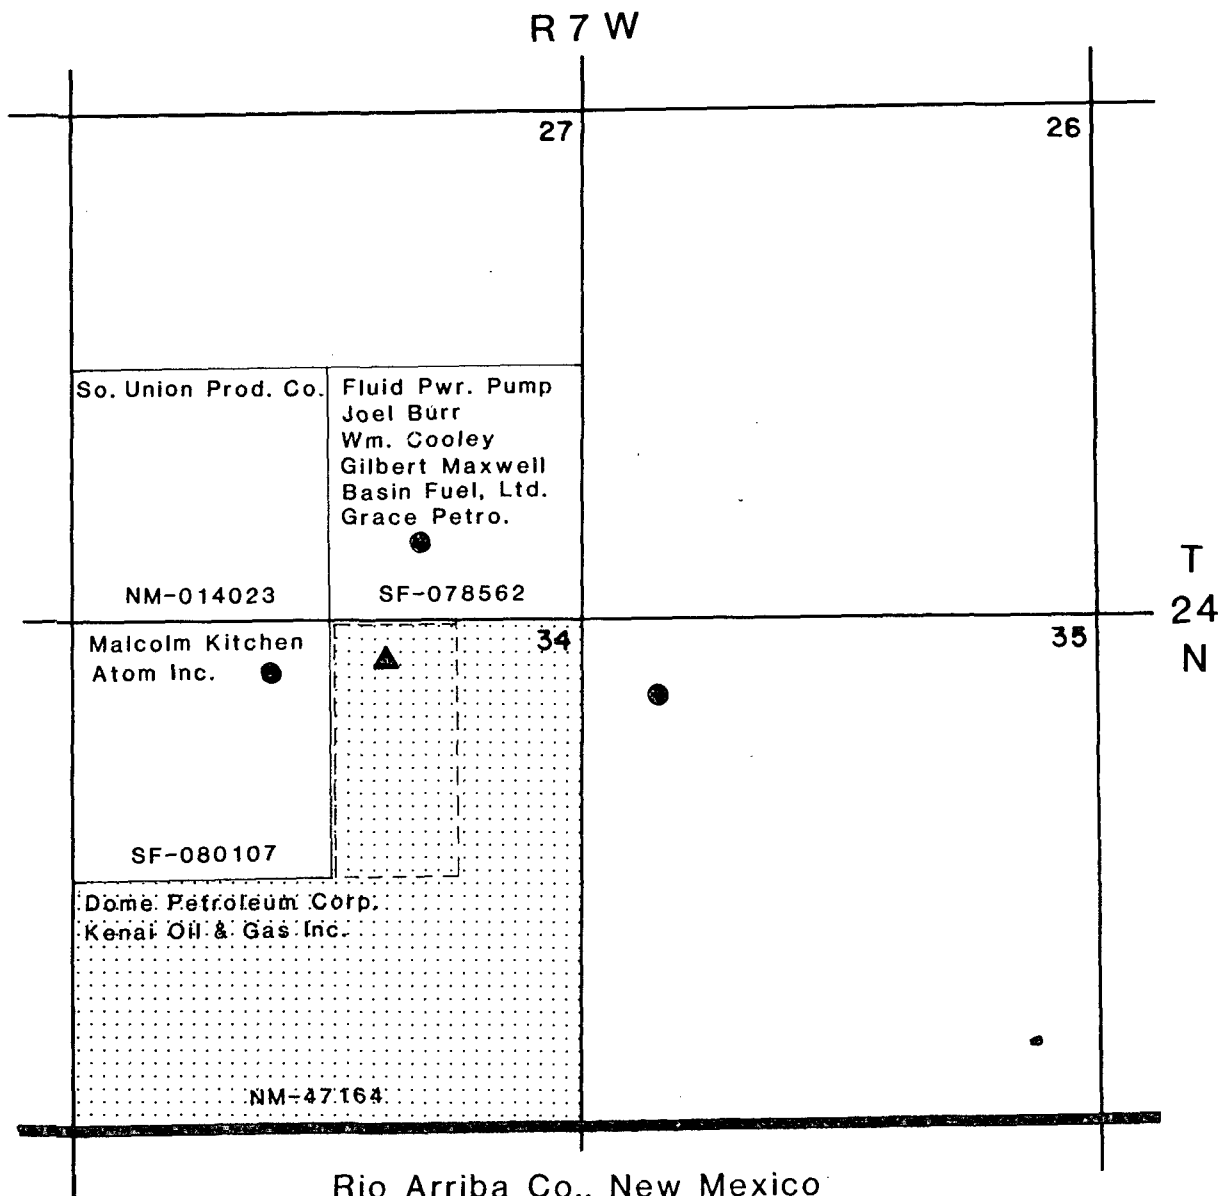 R 7 W
27
26
So. Union Prod. Co.
NM-014023
Fluid Pwr. Pump
Joel Burr
Wm. Cooley
Gilbert Maxwell
Basin Fuel, Ltd.
Grace Petro.
SF-078562
T
24
N
Malcolm Kitchen
Atom Inc.
SF-080107
34
35
Dome Petroleum Corp.
Kenai Oil & Gas Inc.
NM-47164
Rio Arriba Co., New Mexico